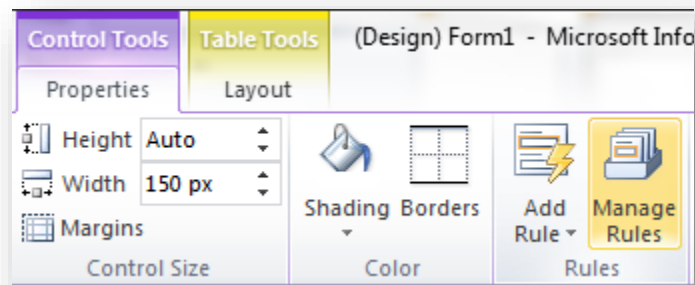 Control Tools Table Tools (Design) Form1 - Microsoft Info
Properties Layout
Height Auto
Width 150 px
Margins
Shading Borders
Add Rule
Manage Rules
Control Size Color Rules